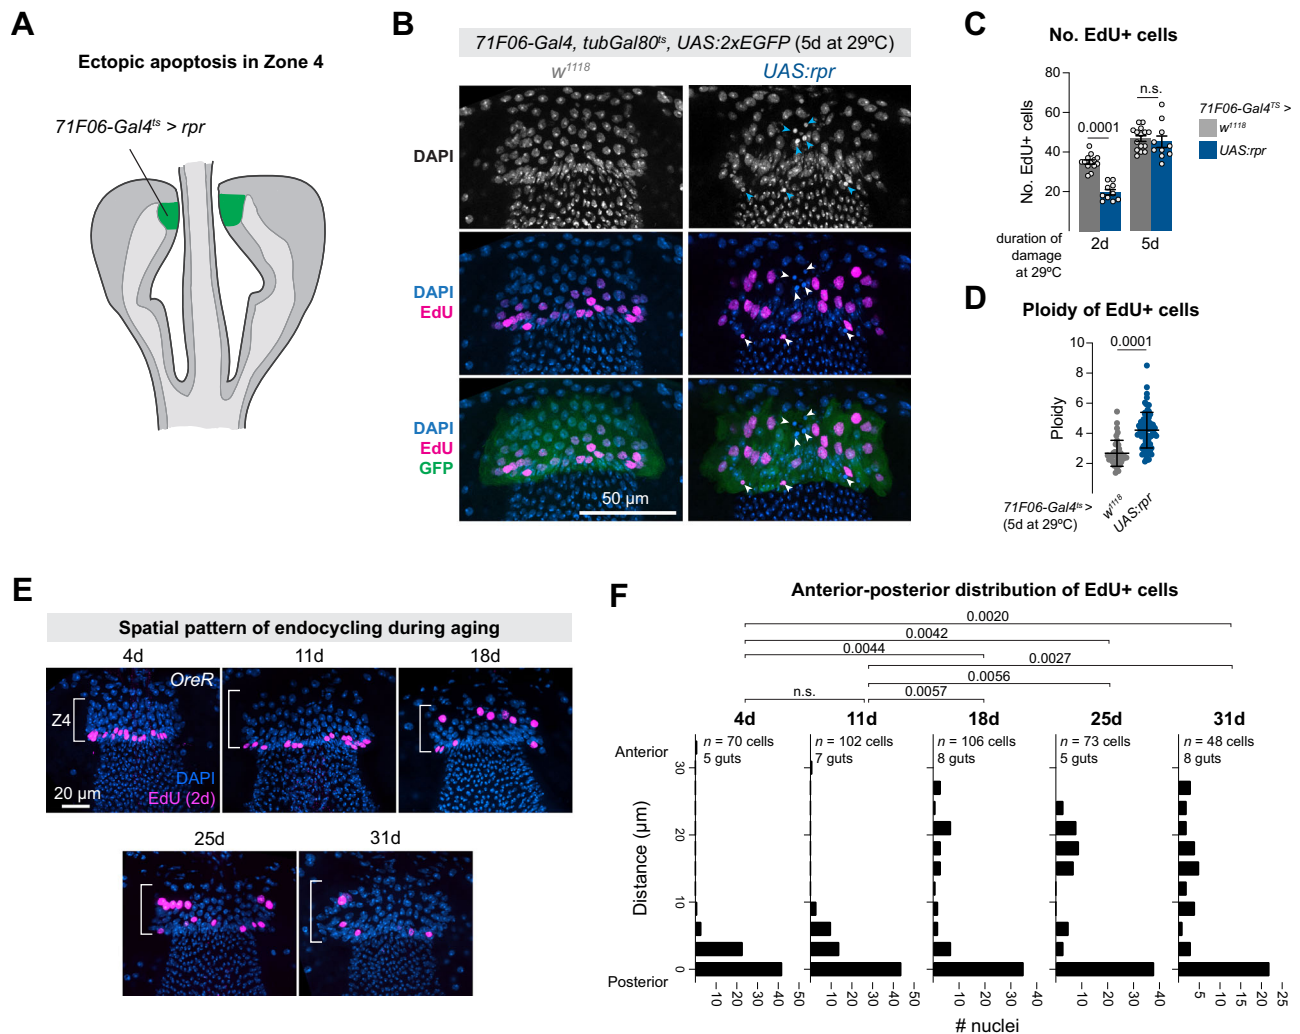 A
Ectopic apoptosis in Zone 4
71F06-Gal4ts > rpr
B
71F06-Gal4, tubGal80ts, UAS:2xEGFP (5d at 29ºC)
w1118
UAS:rpr
DAPI
DAPI
EdU
DAPI
EdU
GFP
50 µm
C
No. EdU+ cells
No. EdU+ cells
80
60
40
20
0.0001
n.s.
71F06-Gal4TS >
w1118
UAS:rpr
duration of
damage
at 29ºC
2d
5d
D
Ploidy of EdU+ cells
Ploidy
10
8
6
4
2
0.0001
71F06-Gal4ts >
(5d at 29ºC)
w1118
UAS:rpr
E
Spatial pattern of endocycling during aging
4d
11d
18d
OreR
Z4
DAPI
EdU (2d)
20 µm
25d
31d
F
Anterior-posterior distribution of EdU+ cells
0.0020
0.0042
0.0044
0.0027
0.0056
n.s.
0.0057
4d
11d
18d
25d
31d
Anterior
Posterior
Distance (µm)
30
20
10
0
n = 70 cells
5 guts
n = 102 cells
7 guts
n = 106 cells
8 guts
n = 73 cells
5 guts
n = 48 cells
8 guts
10 20 30 40 50
10 20 30 40 50
10 20 30 40
10 20 30 40
5 10 15 20 25
# nuclei